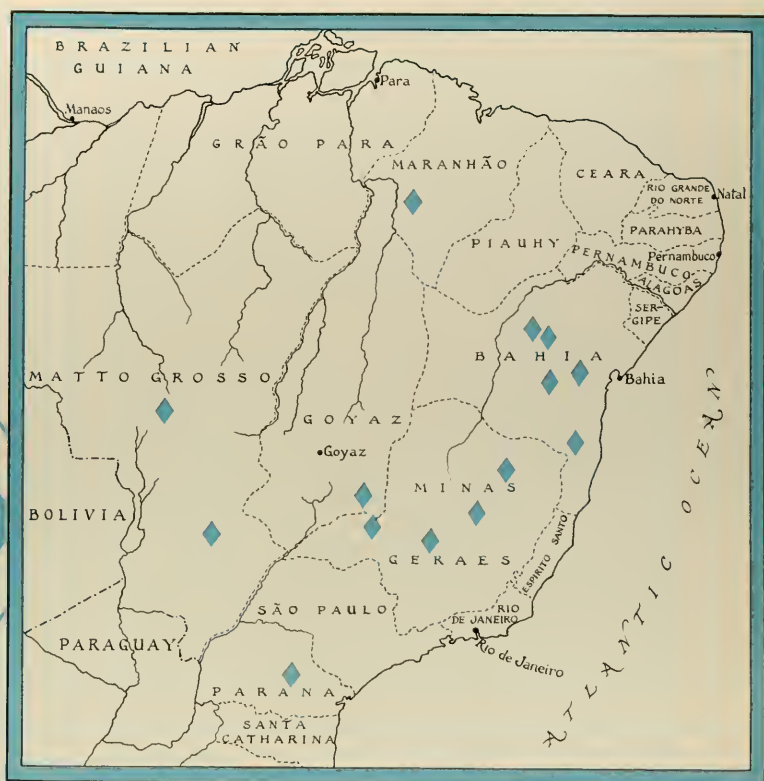 BRAZILIAN
GUIANA
Manaos
Para
GRÃO PARA
MARANHÃO
CEARA
RIO GRANDE
DO NORTE
Natal
PARAHYBA
PIAUHY
PERNAMBUCO
Pernambuco
ALAGOAS
SER-
GIPE
BAHIA
Bahia
MATTO GROSSO
GOYAZ
Goyaz
MINAS
GERAES
BOLIVIA
ESPIRITO SANTO
SÃO PAULO
RIO
DE JANEIRO
Rio de Janeiro
PARAGUAY
PARANA
SANTA
CATHARINA
ATLANTIC OCEAN